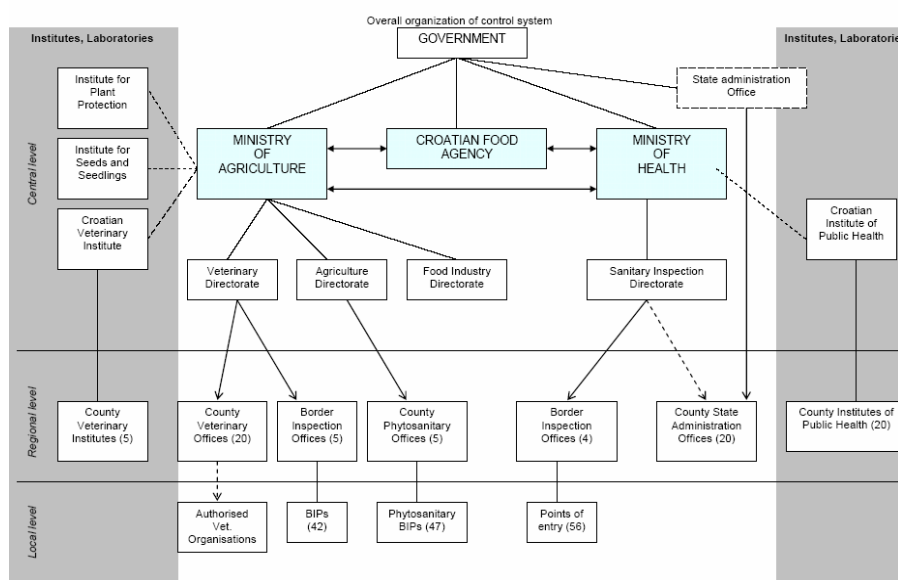 Overall organization of control system
Institutes, Laboratories
GOVERNMENT
Institutes, Laboratories
Institute for
Plant
Protection
State administration
Office
Central level
MINISTRY
OF
AGRICULTURE
CROATIAN FOOD
AGENCY
MINISTRY
OF
HEALTH
Institute for
Seeds and
Seedlings
Croatian
Veterinary
Institute
Croatian
Institute of
Public Health
Veterinary
Directorate
Agriculture
Directorate
Food Industry
Directorate
Sanitary Inspection
Directorate
Regional level
County
Veterinary
Institutes (5)
County
Veterinary
Offices (20)
Border
Inspection
Offices (5)
County
Phytosanitary
Offices (5)
Border
Inspection
Offices (4)
County State
Administration
Offices (20)
County Institutes of
Public Health (20)
Local level
Authorised
Vet.
Organisations
BIPs
(42)
Phytosanitary
BIPs (47)
Points of
entry (56)